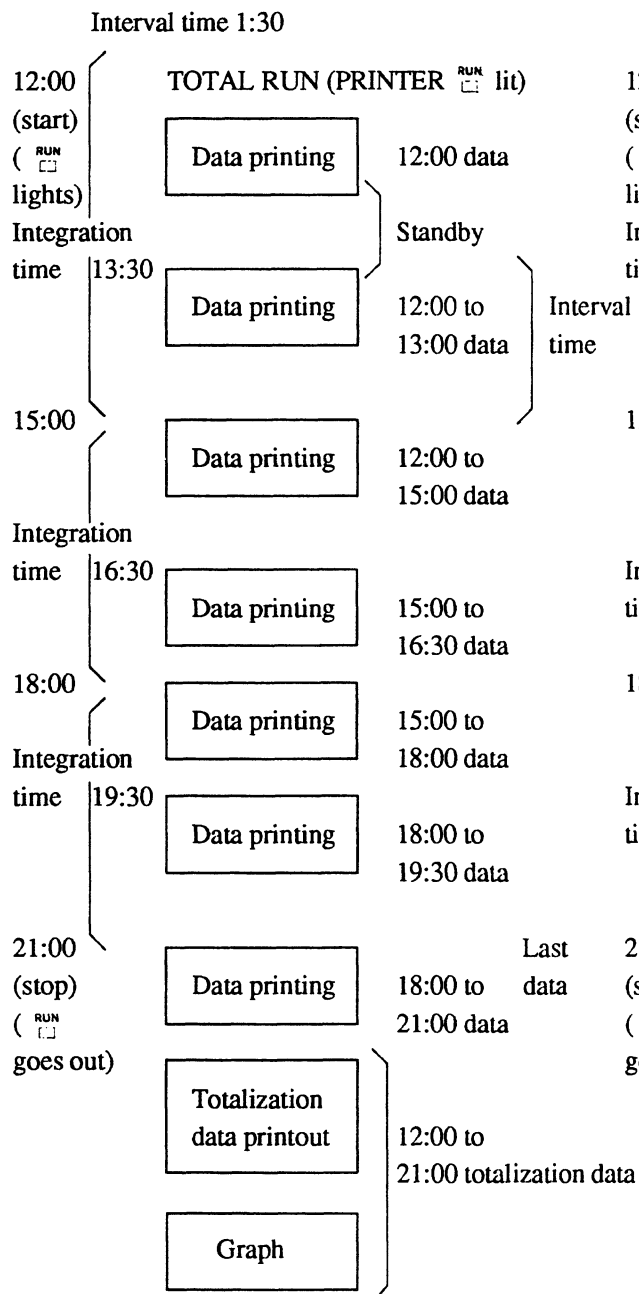 Interval time 1:30
12:00
TOTAL RUN (PRINTER RUN lit)
(start)
( RUN
lights)
Data printing
12:00 data
Integration
time
13:30
Standby
Data printing
12:00 to
13:00 data
Interval
time
15:00
Data printing
12:00 to
15:00 data
Integration
time
16:30
Data printing
15:00 to
16:30 data
18:00
Data printing
15:00 to
18:00 data
Integration
time
19:30
Data printing
18:00 to
19:30 data
21:00
(stop)
( RUN
goes out)
Data printing
18:00 to
21:00 data
Last
data
Totalization
data printout
12:00 to
21:00 totalization data
Graph